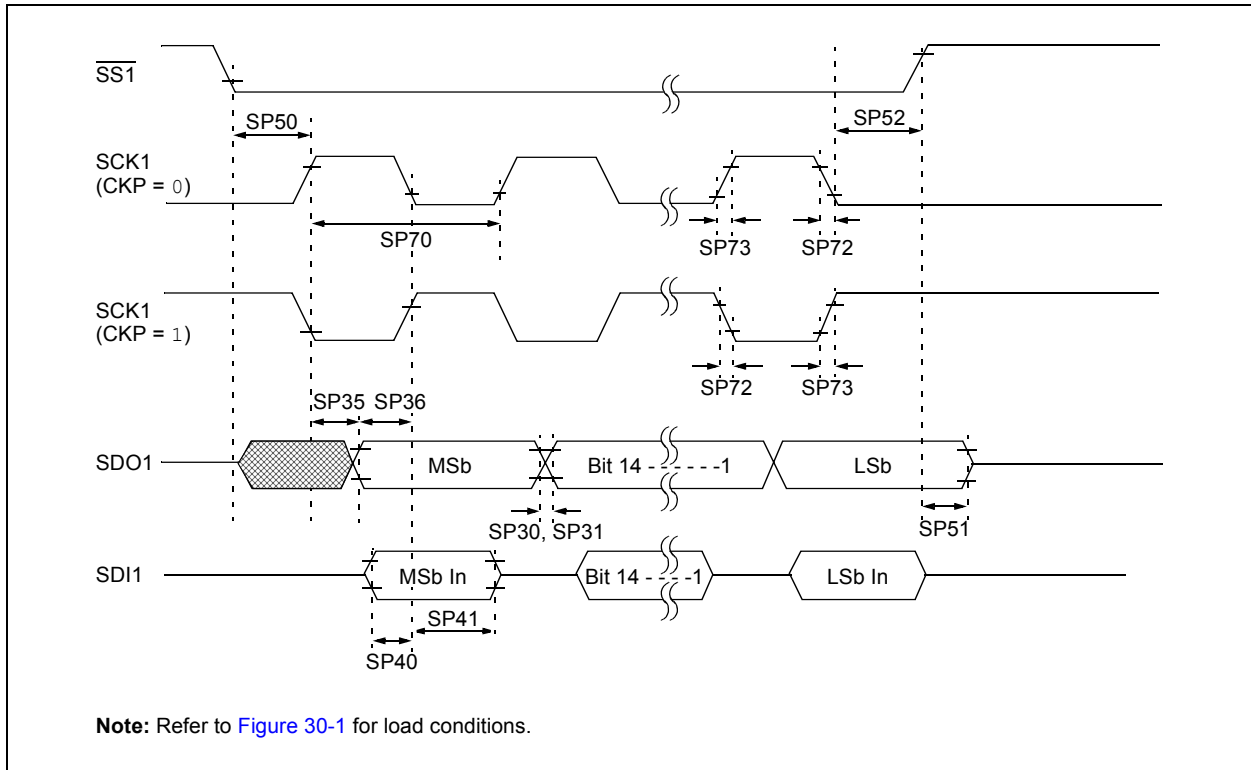 SS1
SP50
SP52
SCK1
(CKP = 0)
SP70
SP73
SP72
SCK1
(CKP = 1)
SP72
SP73
SP35
SP36
SDO1
MSb
Bit 14 - - - - - - -1
LSb
SP30, SP31
SP51
SDI1
MSb In
Bit 14 - - - -1
LSb In
SP41
SP40
Note: Refer to Figure 30-1 for load conditions.